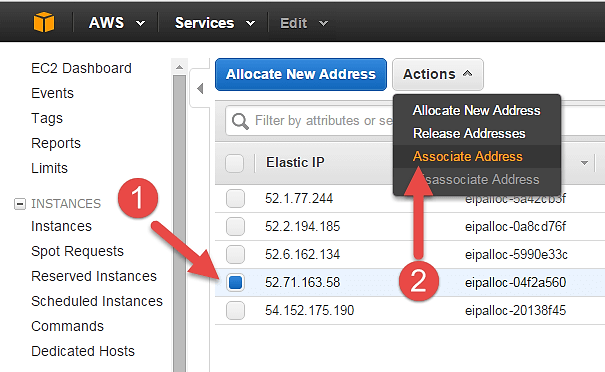 AWS Services Edit
EC2 Dashboard
Events
Tags
Reports
Limits
INSTANCES
Instances
Spot Requests
Reserved Instances
Scheduled Instances
Commands
Dedicated Hosts
Allocate New Address Actions
Allocate New Address
Release Addresses
Associate Address
isassociate Address
Filter by attributes or se
Elastic IP
52.1.77.244 eipalloc-5a42cb3f
52.2.194.185 eipalloc-0a8cd76f
52.6.162.134 eipalloc-5990e33c
52.71.163.58 eipalloc-04f2a560
54.152.175.190 eipalloc-20138f45
1
2